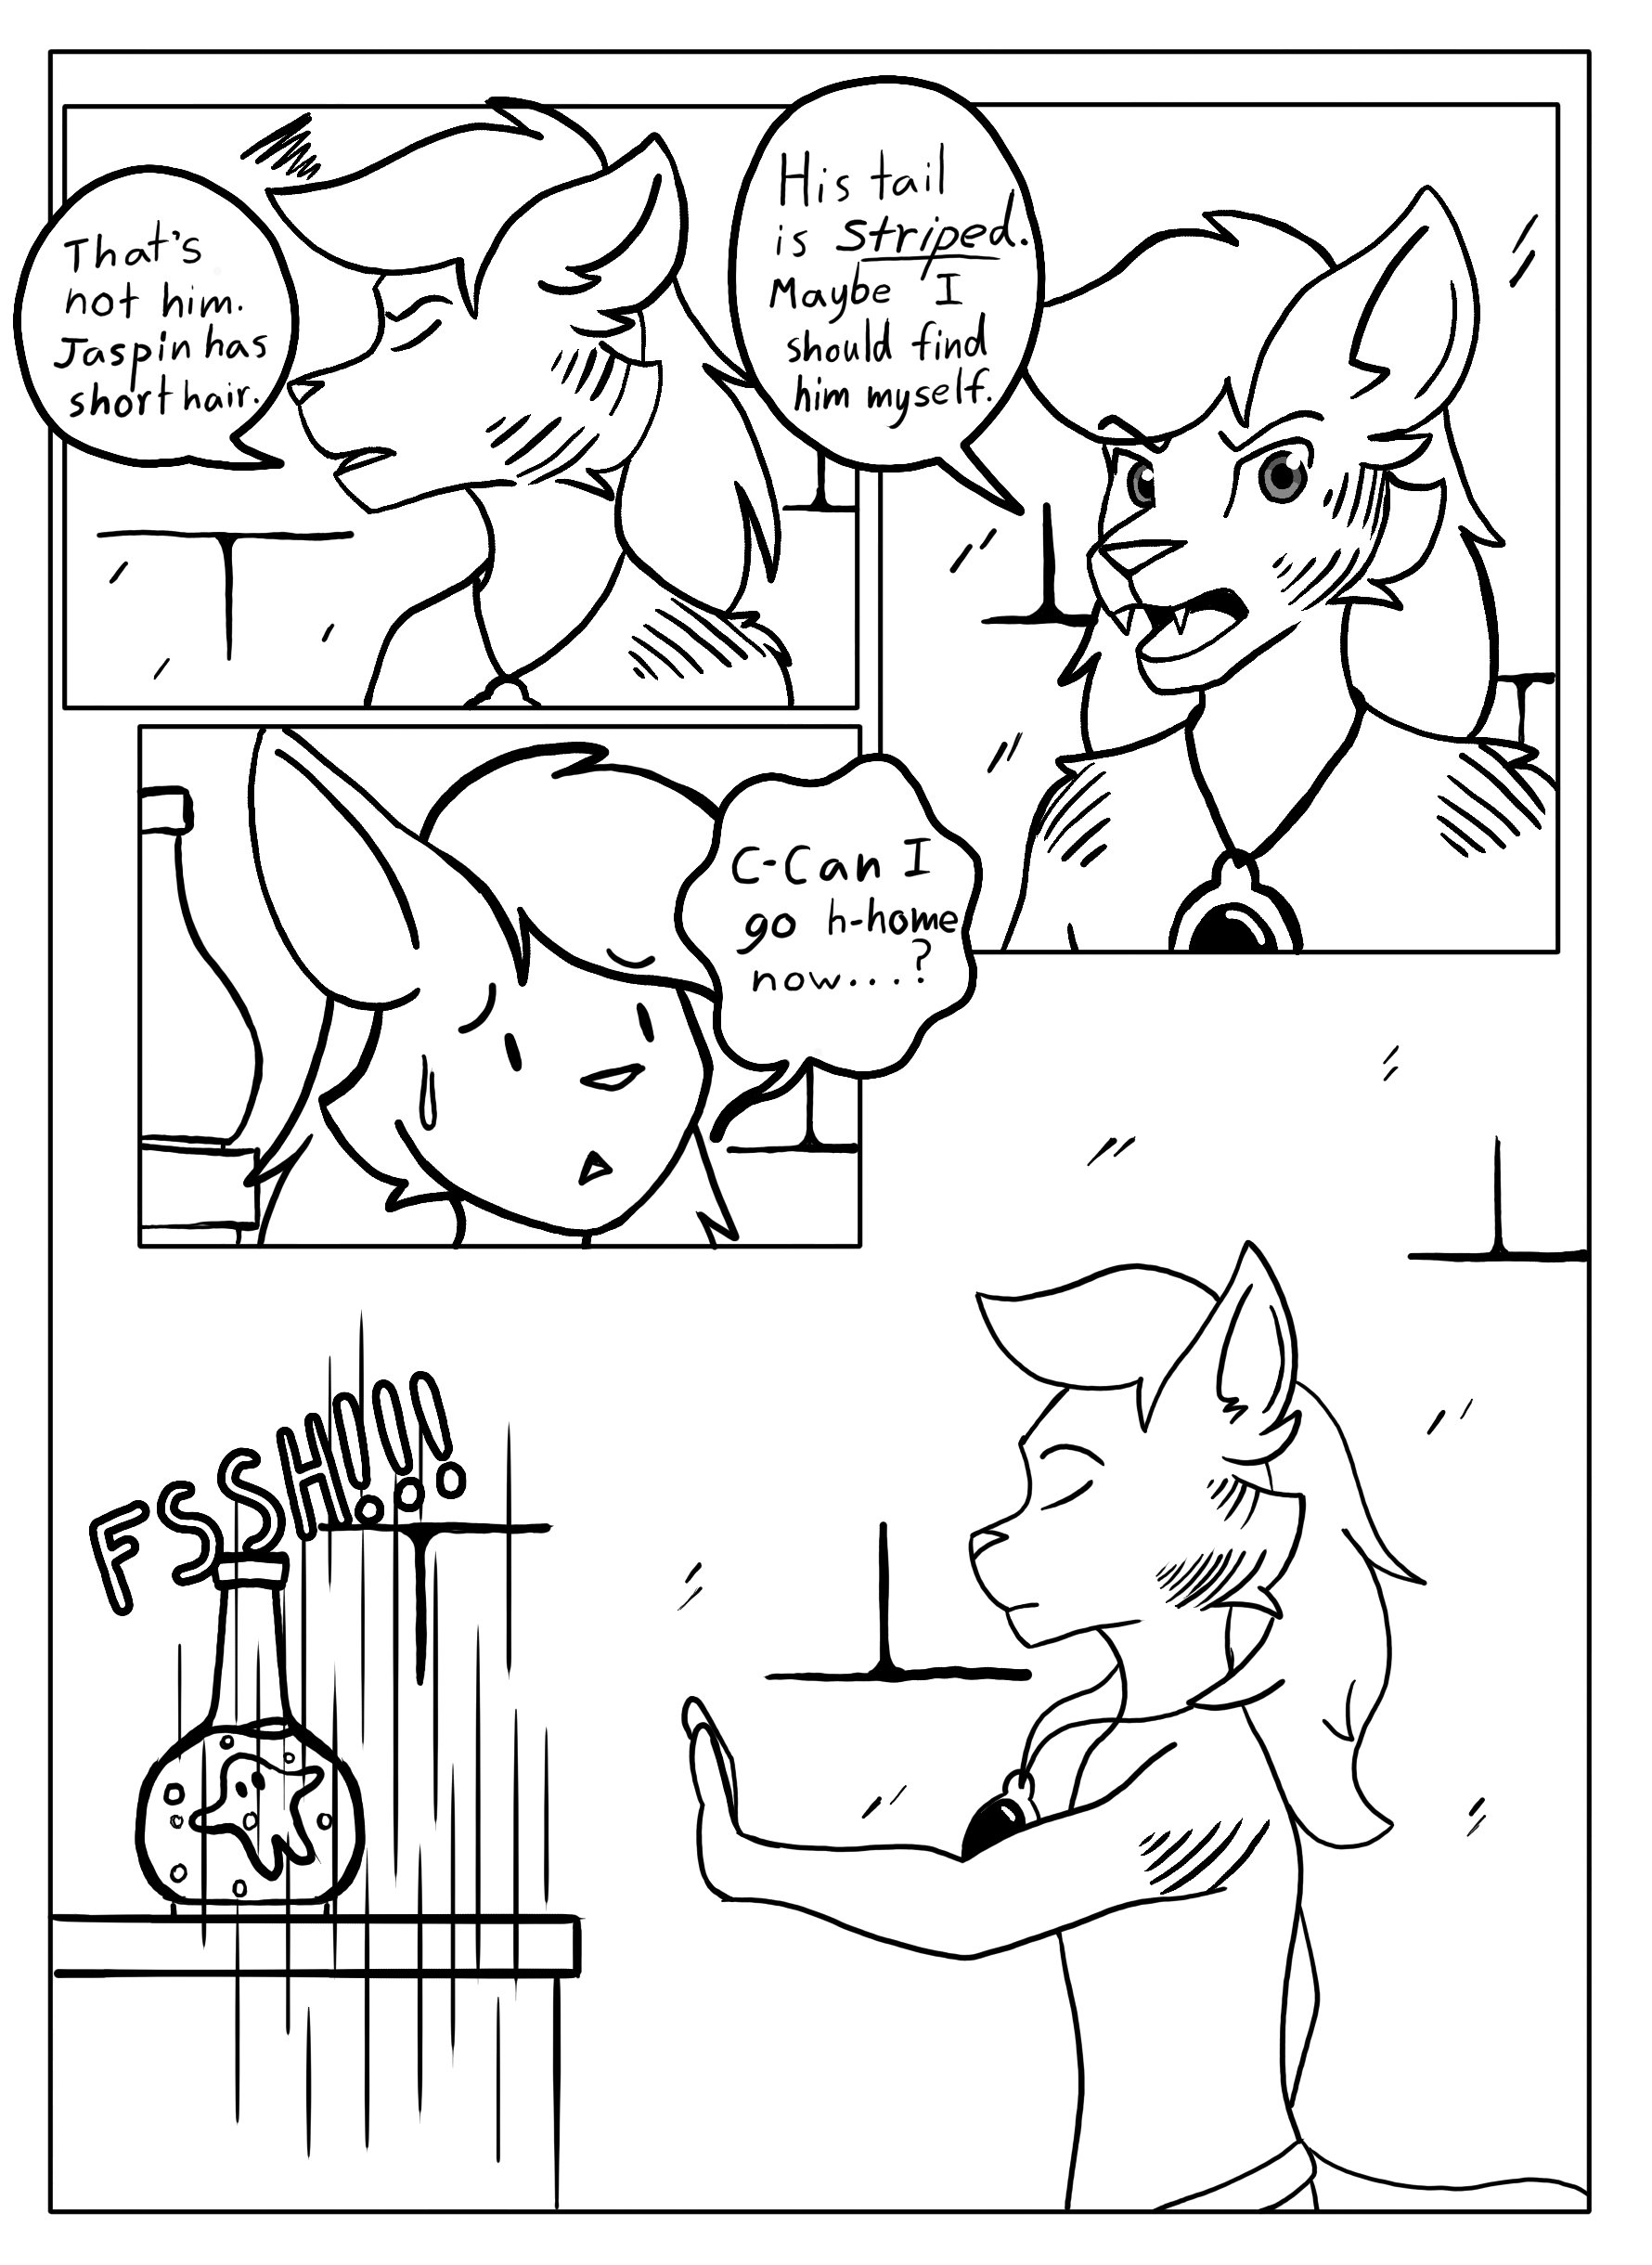 That's
not him.
Jaspin has
short hair.
His tail
is striped.
Maybe I
should find
him myself.
C-Can I
go h-home
now...?
FSSH!!!